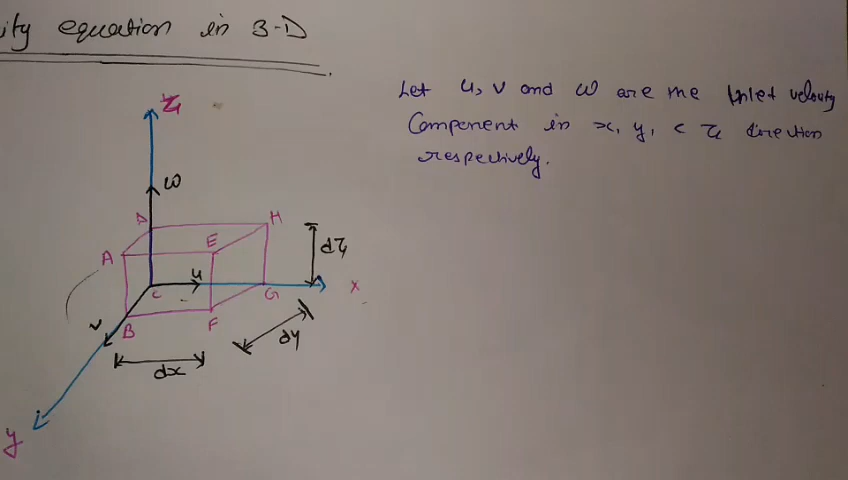 ity equation in 3-D
Let u, v and w are the Inlet velocity
Component in x, y, & z direction
respectively.
z
w
D
H
A
E
dz
u
C
G
x
v
B
F
dy
dx
y